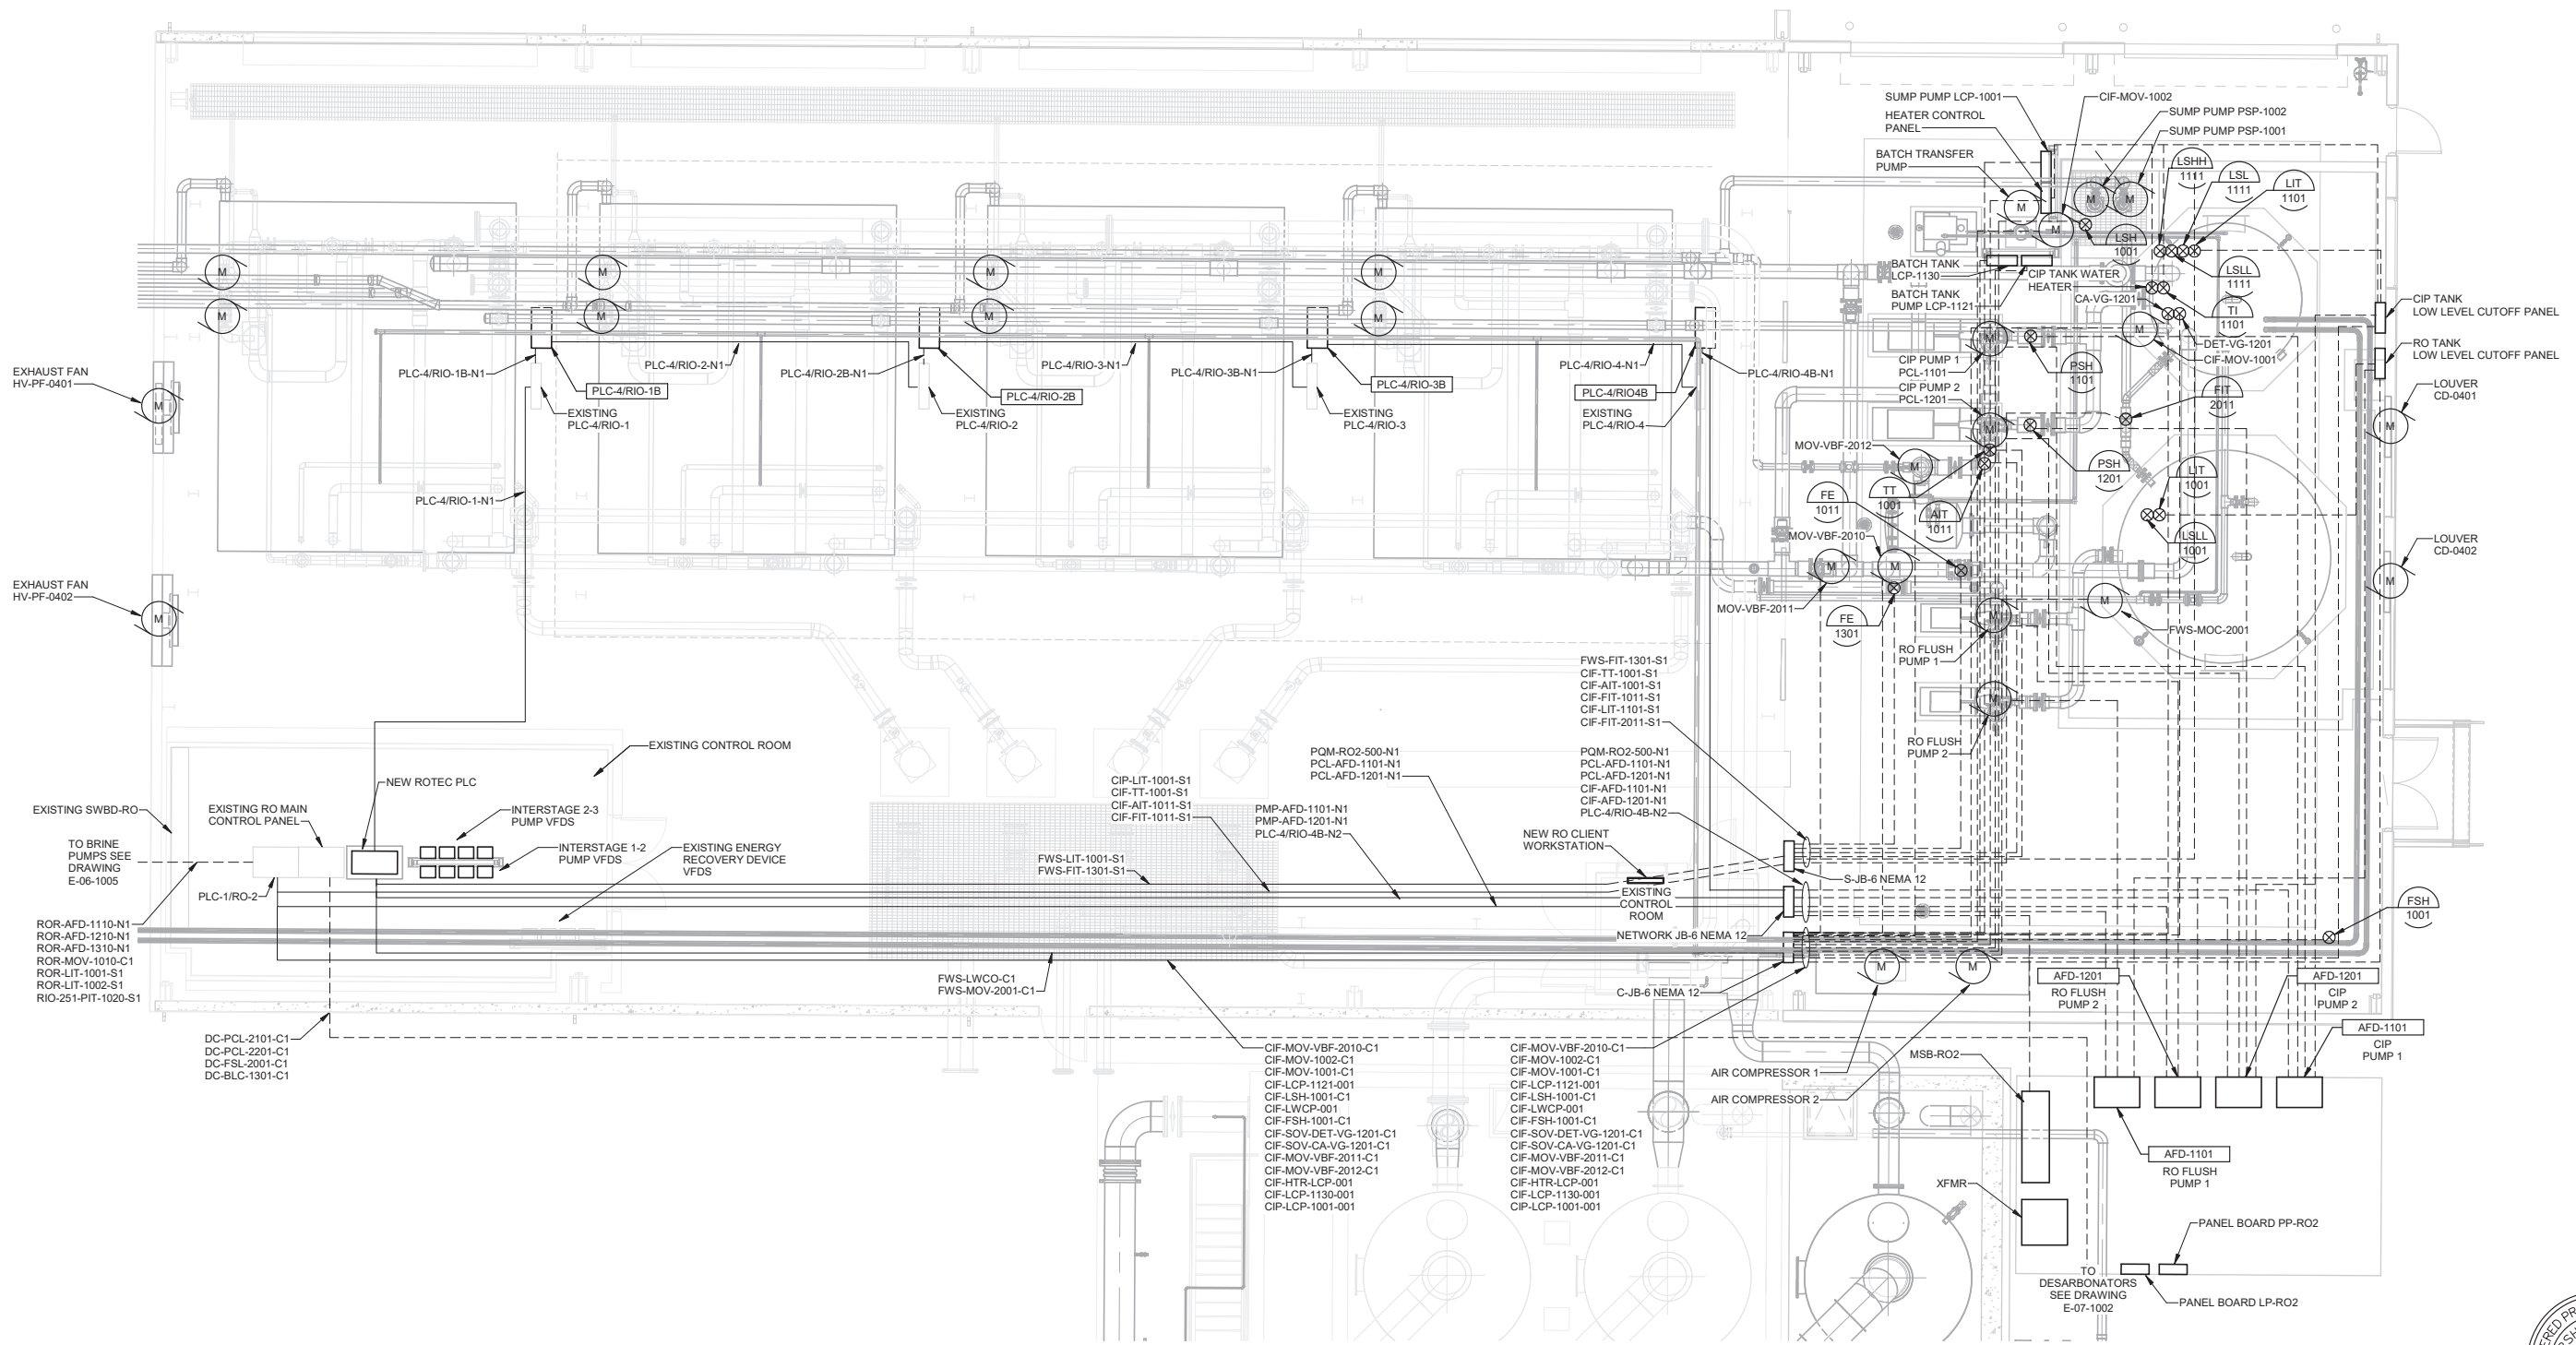 SUMP PUMP LCP-1001
HEATER CONTROL
PANEL
BATCH TRANSFER
PUMP
CIF-MOV-1002
SUMP PUMP PSP-1002
SUMP PUMP PSP-1001
LSHH
1111
LSL
1111
LIT
1101
M
M
M
M
LSH
1001
LSLL
1111
BATCH TANK
LCP-1130
CIP TANK WATER
HEATER
BATCH TANK
PUMP LCP-1121
CA-VG-1201
TI
1101
M
M
M
M
M
M
M
M
CIP TANK
LOW LEVEL CUTOFF PANEL
RO TANK
LOW LEVEL CUTOFF PANEL
DET-VG-1201
CIF-MOV-1001
M
M
CIP PUMP 1
PCL-1101
CIP PUMP 2
PCL-1201
PSH
1101
FIT
2011
LOUVER
CD-0401
M
EXHAUST FAN
HV-PF-0401
M
PLC-4/RIO-1B-N1
PLC-4/RIO-2-N1
PLC-4/RIO-2B-N1
PLC-4/RIO-3-N1
PLC-4/RIO-3B-N1
PLC-4/RIO-4-N1
PLC-4/RIO-4B-N1
PLC-4/RIO-1B
PLC-4/RIO-2B
PLC-4/RIO-3B
PLC-4/RIO4B
EXISTING
PLC-4/RIO-1
EXISTING
PLC-4/RIO-2
EXISTING
PLC-4/RIO-3
EXISTING
PLC-4/RIO-4
M
MOV-VBF-2012
M
PSH
1201
LIT
1001
PLC-4/RIO-1-N1
FE
1011
TT
1001
AIT
1011
LSLL
1001
MOV-VBF-2010
M
M
LOUVER
CD-0402
M
EXHAUST FAN
HV-PF-0402
M
MOV-VBF-2011
FE
1301
M
M
FWS-MOC-2001
RO FLUSH
PUMP 1
M
RO FLUSH
PUMP 2
FWS-FIT-1301-S1
CIF-TT-1001-S1
CIF-AIT-1001-S1
CIF-FIT-1011-S1
CIF-LIT-1101-S1
CIF-FIT-2011-S1
EXISTING CONTROL ROOM
NEW ROTEC PLC
EXISTING SWBD-RO
EXISTING RO MAIN
CONTROL PANEL
INTERSTAGE 2-3
PUMP VFDS
INTERSTAGE 1-2
PUMP VFDS
EXISTING ENERGY
RECOVERY DEVICE
VFDS
TO BRINE
PUMPS SEE
DRAWING
E-06-1005
PLC-1/RO-2
CIP-LIT-1001-S1
CIF-TT-1001-S1
CIF-AIT-1011-S1
CIF-FIT-1011-S1
FWS-LIT-1001-S1
FWS-FIT-1301-S1
PQM-RO2-500-N1
PCL-AFD-1101-N1
PCL-AFD-1201-N1
PMP-AFD-1101-N1
PMP-AFD-1201-N1
PLC-4/RIO-4B-N2
PQM-RO2-500-N1
PCL-AFD-1101-N1
PCL-AFD-1201-N1
CIF-AFD-1101-N1
CIF-AFD-1201-N1
PLC-4/RIO-4B-N2
NEW RO CLIENT
WORKSTATION
S-JB-6 NEMA 12
EXISTING
CONTROL
ROOM
NETWORK JB-6 NEMA 12
C-JB-6 NEMA 12
FSH
1001
ROR-AFD-1110-N1
ROR-AFD-1210-N1
ROR-AFD-1310-N1
ROR-MOV-1010-C1
ROR-LIT-1001-S1
ROR-LIT-1002-S1
RIO-251-PIT-1020-S1
FWS-LWCO-C1
FWS-MOV-2001-C1
M
M
AFD-1201
RO FLUSH
PUMP 2
AFD-1201
CIP
PUMP 2
AFD-1101
CIP
PUMP 1
DC-PCL-2101-C1
DC-PCL-2201-C1
DC-FSL-2001-C1
DC-BLC-1301-C1
CIF-MOV-VBF-2010-C1
CIF-MOV-1002-C1
CIF-MOV-1001-C1
CIF-LCP-1121-001
CIF-LSH-1001-C1
CIF-LWCP-001
CIF-FSH-1001-C1
CIF-SOV-DET-VG-1201-C1
CIF-SOV-CA-VG-1201-C1
CIF-MOV-VBF-2011-C1
CIF-MOV-VBF-2012-C1
CIF-HTR-LCP-001
CIF-LCP-1130-001
CIP-LCP-1001-001
CIF-MOV-VBF-2010-C1
CIF-MOV-1002-C1
CIF-MOV-1001-C1
CIF-LCP-1121-001
CIF-LSH-1001-C1
CIF-LWCP-001
CIF-FSH-1001-C1
CIF-SOV-DET-VG-1201-C1
CIF-SOV-CA-VG-1201-C1
CIF-MOV-VBF-2011-C1
CIF-MOV-VBF-2012-C1
CIF-HTR-LCP-001
CIF-LCP-1130-001
CIP-LCP-1001-001
AIR COMPRESSOR 1
AIR COMPRESSOR 2
MSB-RO2
AFD-1101
RO FLUSH
PUMP 1
XFMR
PANEL BOARD PP-RO2
TO
DESARBONATORS
SEE DRAWING
E-07-1002
PANEL BOARD LP-RO2